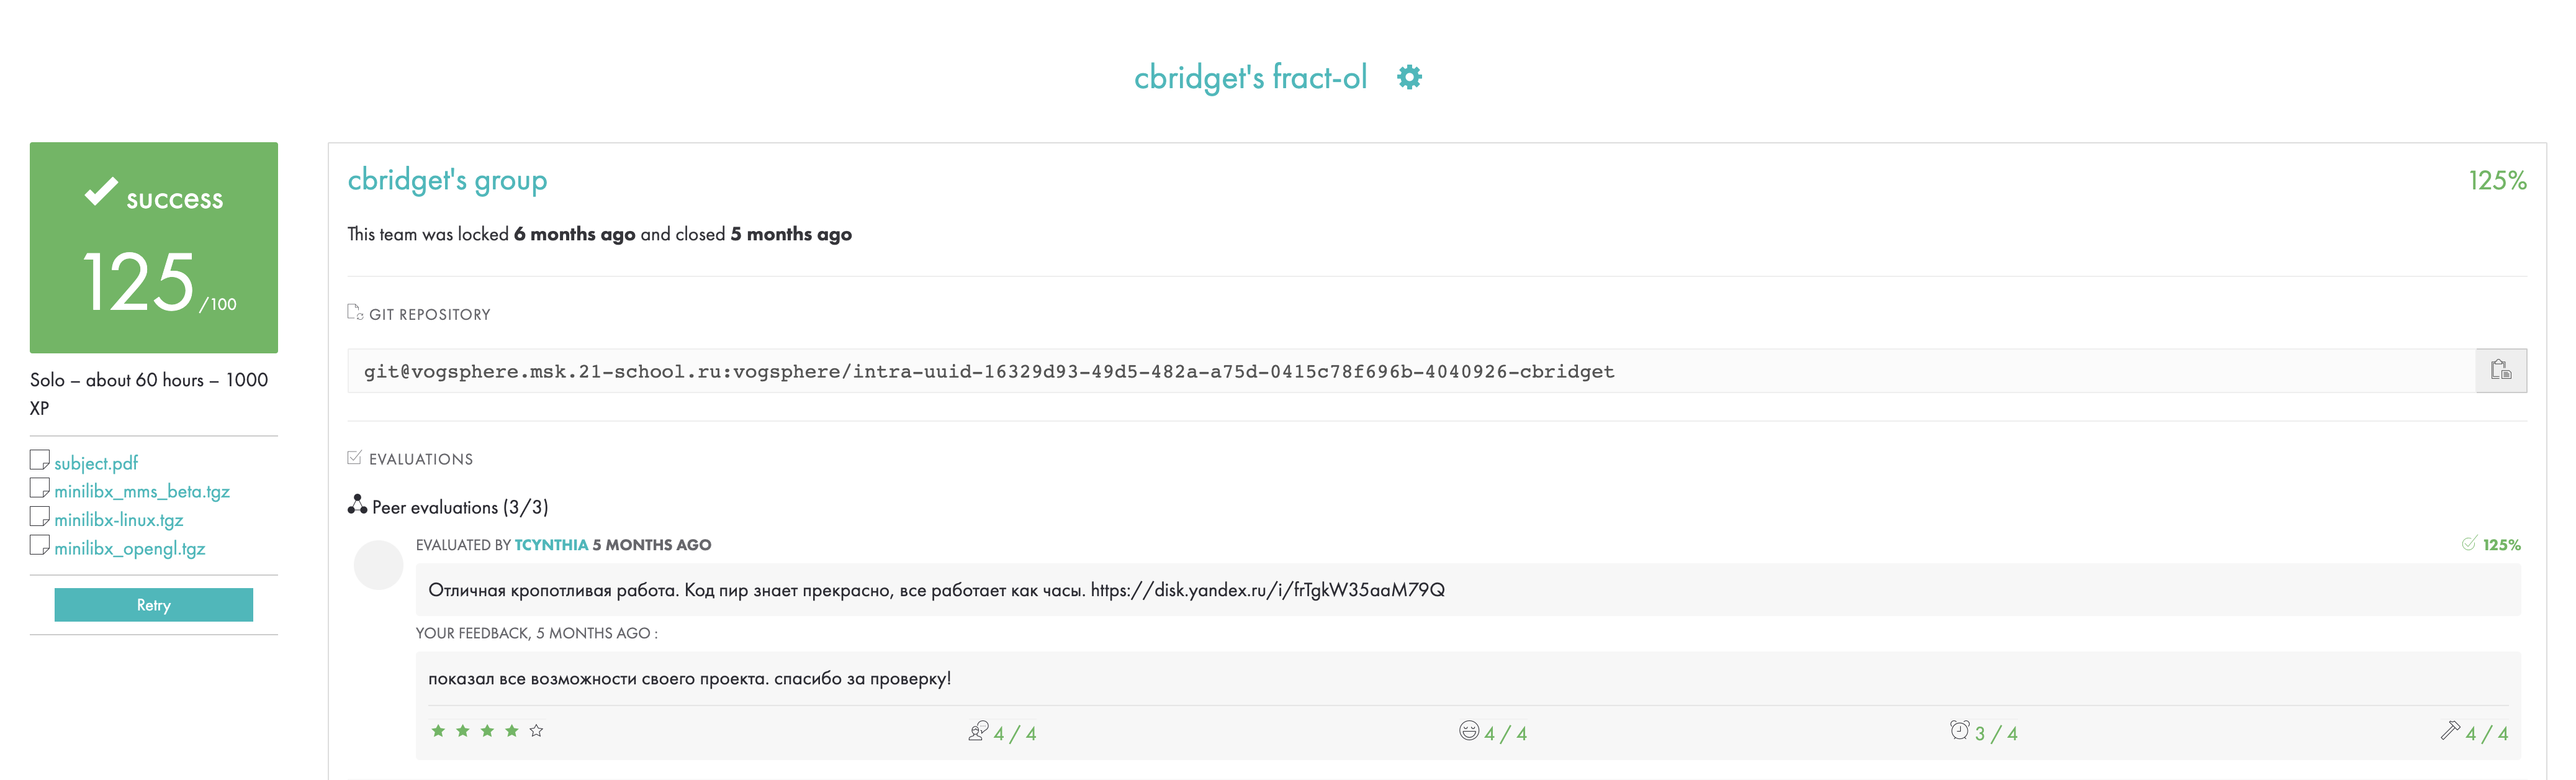 cbridget's fract-ol
success
125 /100
Solo – about 60 hours – 1000
XP
subject.pdf
minilibx_mms_beta.tgz
minilibx-linux.tgz
minilibx_opengl.tgz
Retry
cbridget's group
125%
This team was locked 6 months ago and closed 5 months ago
GIT REPOSITORY
git@vogsphere.msk.21-school.ru:vogsphere/intra-uuid-16329d93-49d5-482a-a75d-0415c78f696b-4040926-cbridget
EVALUATIONS
Peer evaluations (3/3)
EVALUATED BY TCYNTHIA 5 MONTHS AGO
125%
Отличная кропотливая работа. Код пир знает прекрасно, все работает как часы. https://disk.yandex.ru/i/frTgkW35aaM79Q
YOUR FEEDBACK, 5 MONTHS AGO :
показал все возможности своего проекта. спасибо за проверку!
4 / 4
4 / 4
3 / 4
4 / 4